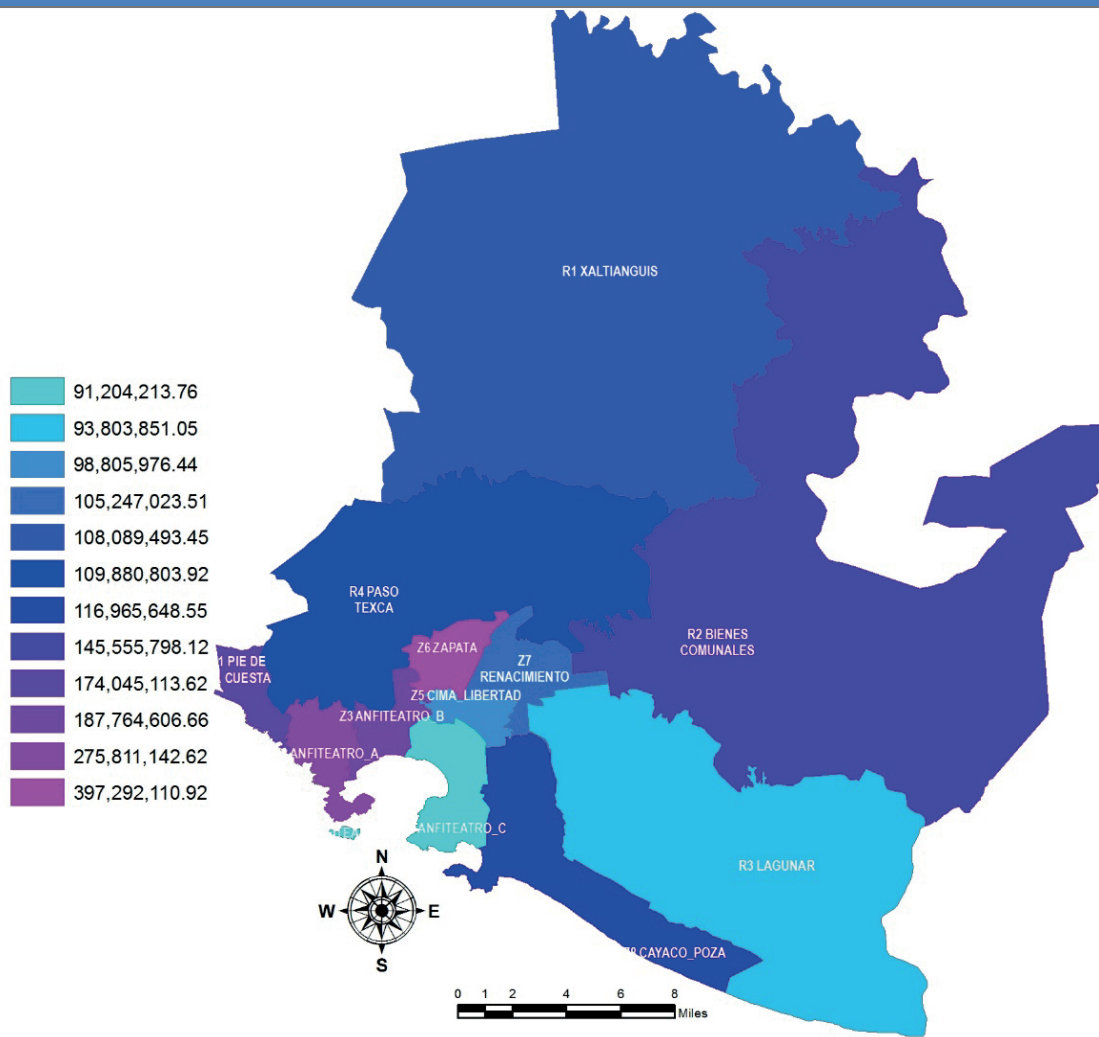 R1 XALTIANGUIS
91,204,213.76
93,803,851.05
98,805,976.44
105,247,023.51
108,089,493.45
109,880,803.92
116,965,648.55
145,555,798.12
174,045,113.62
187,764,606.66
275,811,142.62
397,292,110.92
R4 PASO
TEXCA
R2 BIENES
COMUNALES
1 PIE DE
CUESTA
Z6 ZAPATA
Z7
RENACIMIENTO
Z5 CIMA_LIBERTAD
Z3 ANFITEATRO_B
ANFITEATRO_A
ANFITEATRO_C
R3 LAGUNAR
CAYACO_POZA
N
W
E
S
0 1 2 4 6 8
Miles